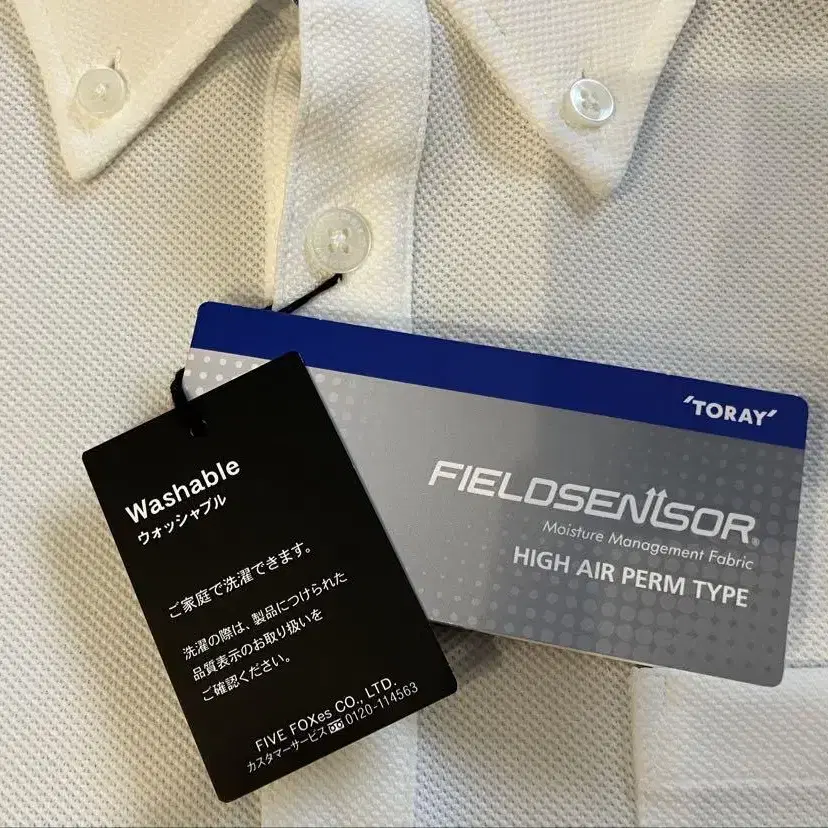 Washable
ウォッシャブル
ご家庭で洗濯できます。
洗濯の際は、製品につけられた
品質表示のお取り扱いを
ご確認ください。
FIVE FOXes CO., LTD.
カスタマーサービス 0120-114563
'TORAY'
FIELDSENSOR®
Moisture Management Fabric
HIGH AIR PERM TYPE